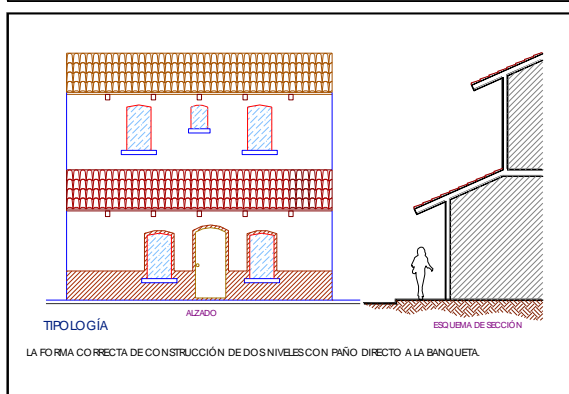 ALZADO
ESQUEMA DE SECCIÓN
TIPOLOGÍA
LA FORMA CORRECTA DE CONSTRUCCIÓN DE DOS NIVELES CON PAÑO DIRECTO A LA BANQUETA.